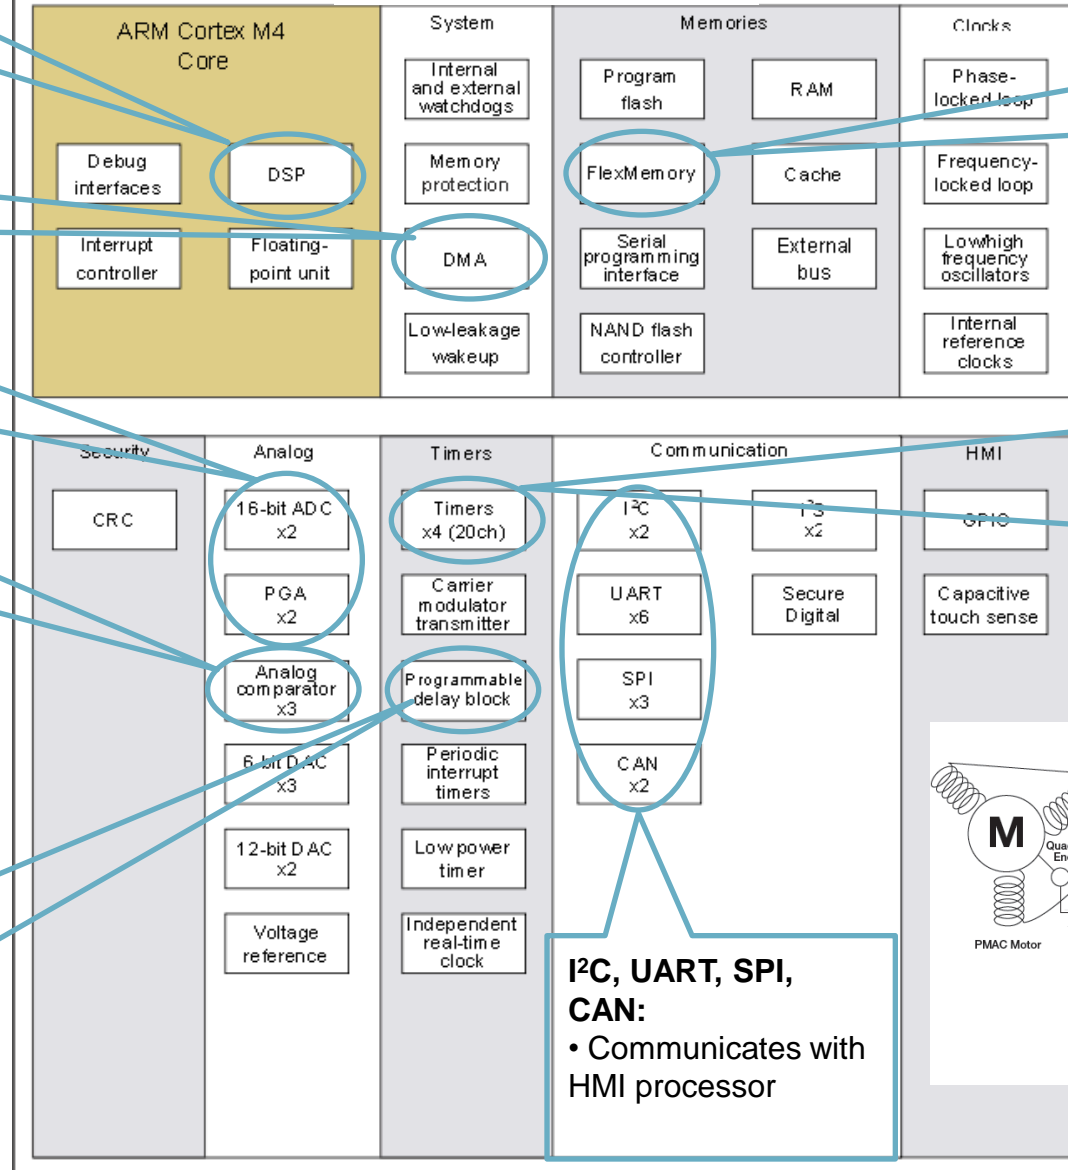 ARM Cortex M4
Core
Debug
interfaces
DSP
Interrupt
controller
Floating-
point unit
System
Internal
and external
watchdogs
Memory
protection
DMA
Low-leakage
wakeup
Memories
Program
flash
RAM
FlexMemory
Cache
Serial
programming
interface
External
bus
NAND flash
controller
Clocks
Phase-
locked loop
Frequency-
locked loop
Low/high
frequency
oscillators
Internal
reference
clocks
Security
CRC
Analog
16-bit ADC
x2
PGA
x2
Analog
comparator
x3
6-bit DAC
x3
12-bit DAC
x2
Voltage
reference
Timers
Timers
x4 (20ch)
Carrier
modulator
transmitter
Programmable
delay block
Periodic
interrupt
timers
Low power
timer
Independent
real-time
clock
Communication
I²C
x2
I²S
x2
UART
x6
Secure
Digital
SPI
x3
CAN
x2
I²C, UART, SPI,
CAN:
• Communicates with
HMI processor
HMI
GPIO
Capacitive
touch sense
M
PMAC Motor